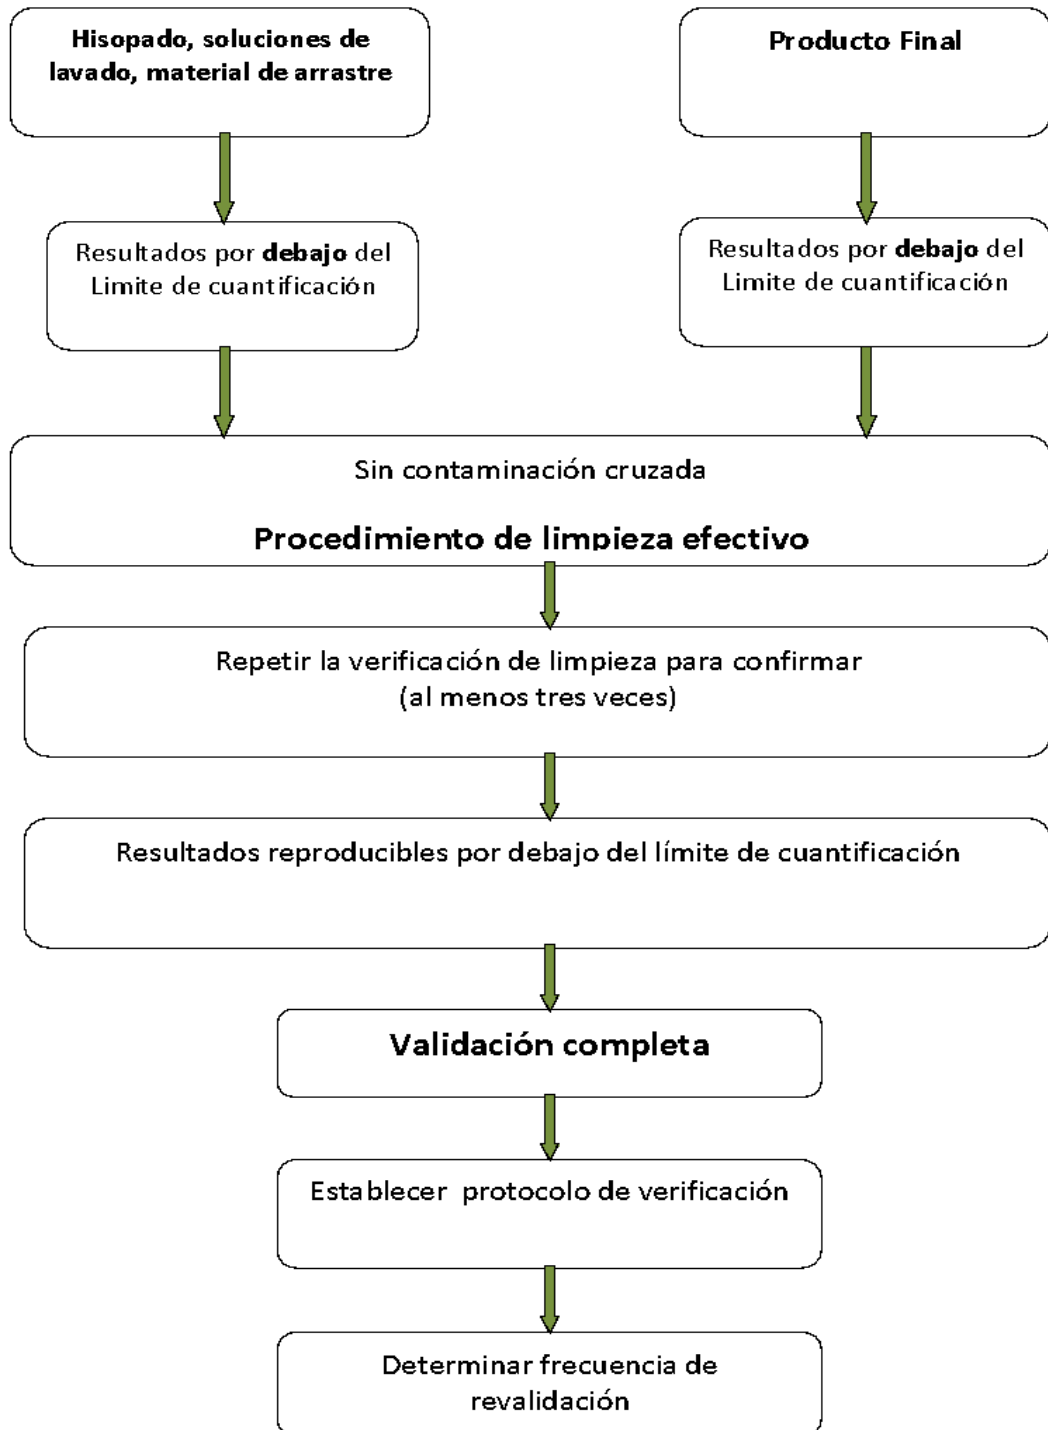 Hisopado, soluciones de
lavado, material de arrastre
Producto Final
Resultados por debajo del
Limite de cuantificación
Resultados por debajo del
Limite de cuantificación
Sin contaminación cruzada
Procedimiento de limpieza efectivo
Repetir la verificación de limpieza para confirmar
(al menos tres veces)
Resultados reproducibles por debajo del límite de cuantificación
Validación completa
Establecer protocolo de verificación
Determinar frecuencia de
revalidación